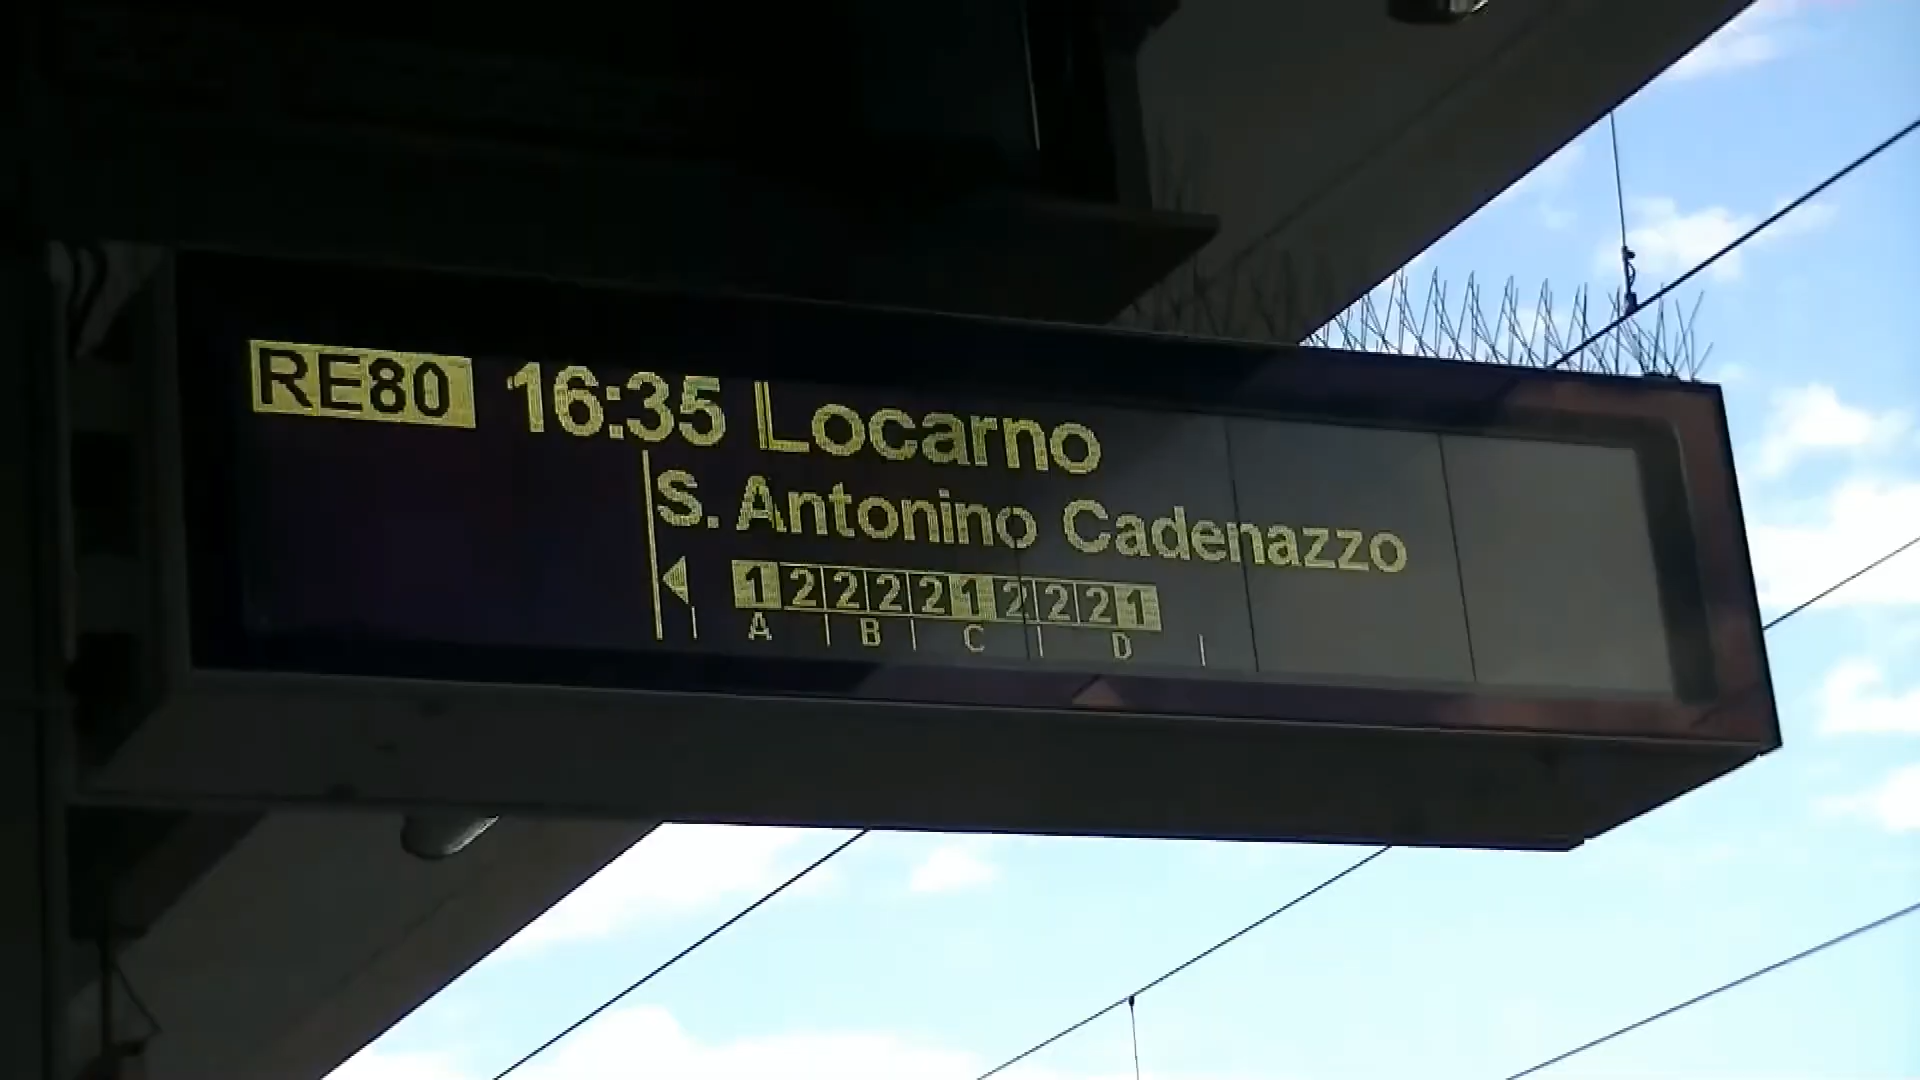 RE80 16:35 Locarno
S. Antonino Cadenazzo
1 2 2 2 2 1 2 2 2 1
A B C D